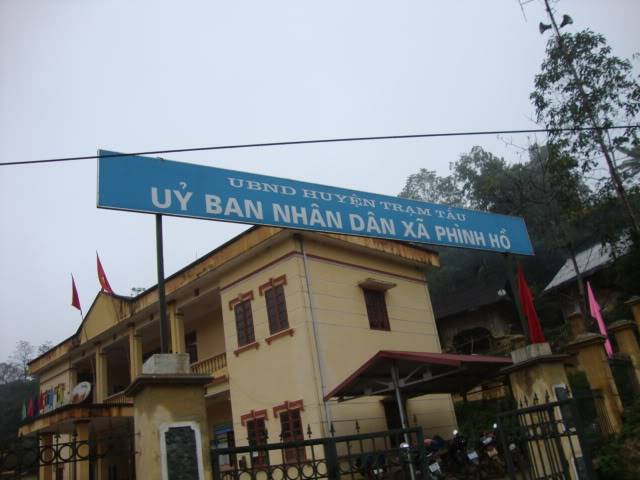 UBND HUYỆN TRẠM TẤU
UỶ BAN NHÂN DÂN XÃ PHÌNH HỒ